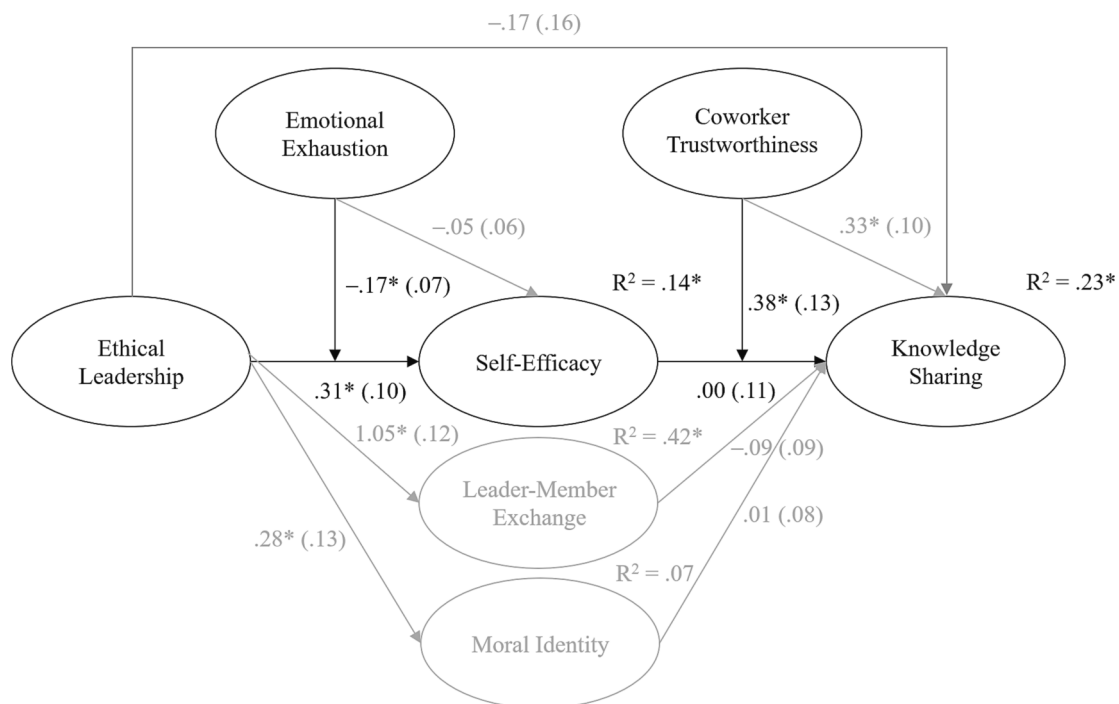 –.17 (.16)
Emotional
Exhaustion
Coworker
Trustworthiness
–.05 (.06)
.33* (.10)
–.17* (.07)
R² = .14*
.38* (.13)
R² = .23*
Ethical
Leadership
Self-Efficacy
Knowledge
Sharing
.31* (.10)
.00 (.11)
1.05* (.12)
R² = .42*
–.09 (.09)
Leader-Member
Exchange
.28* (.13)
.01 (.08)
R² = .07
Moral Identity